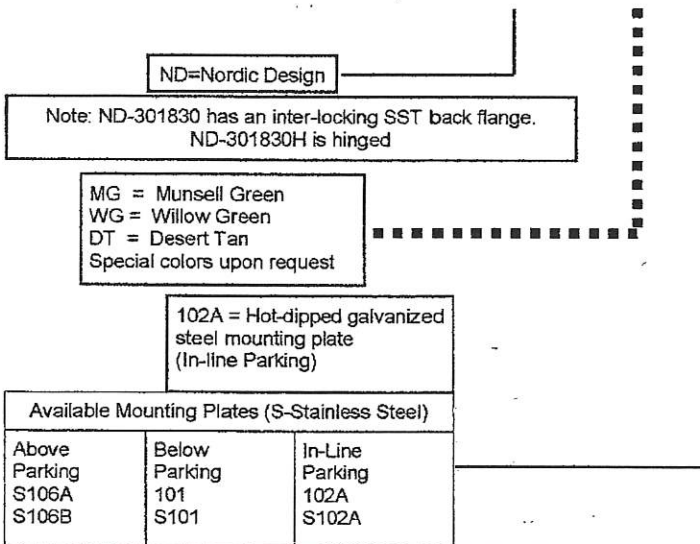 ND=Nordic Design
Note: ND-301830 has an inter-locking SST back flange.
ND-301830H is hinged
MG = Munsell Green
WG = Willow Green
DT = Desert Tan
Special colors upon request
102A = Hot-dipped galvanized
steel mounting plate
(In-line Parking)
Available Mounting Plates (S-Stainless Steel)
Above
Parking
S106A
S106B
Below
Parking
101
S101
In-Line
Parking
102A
S102A